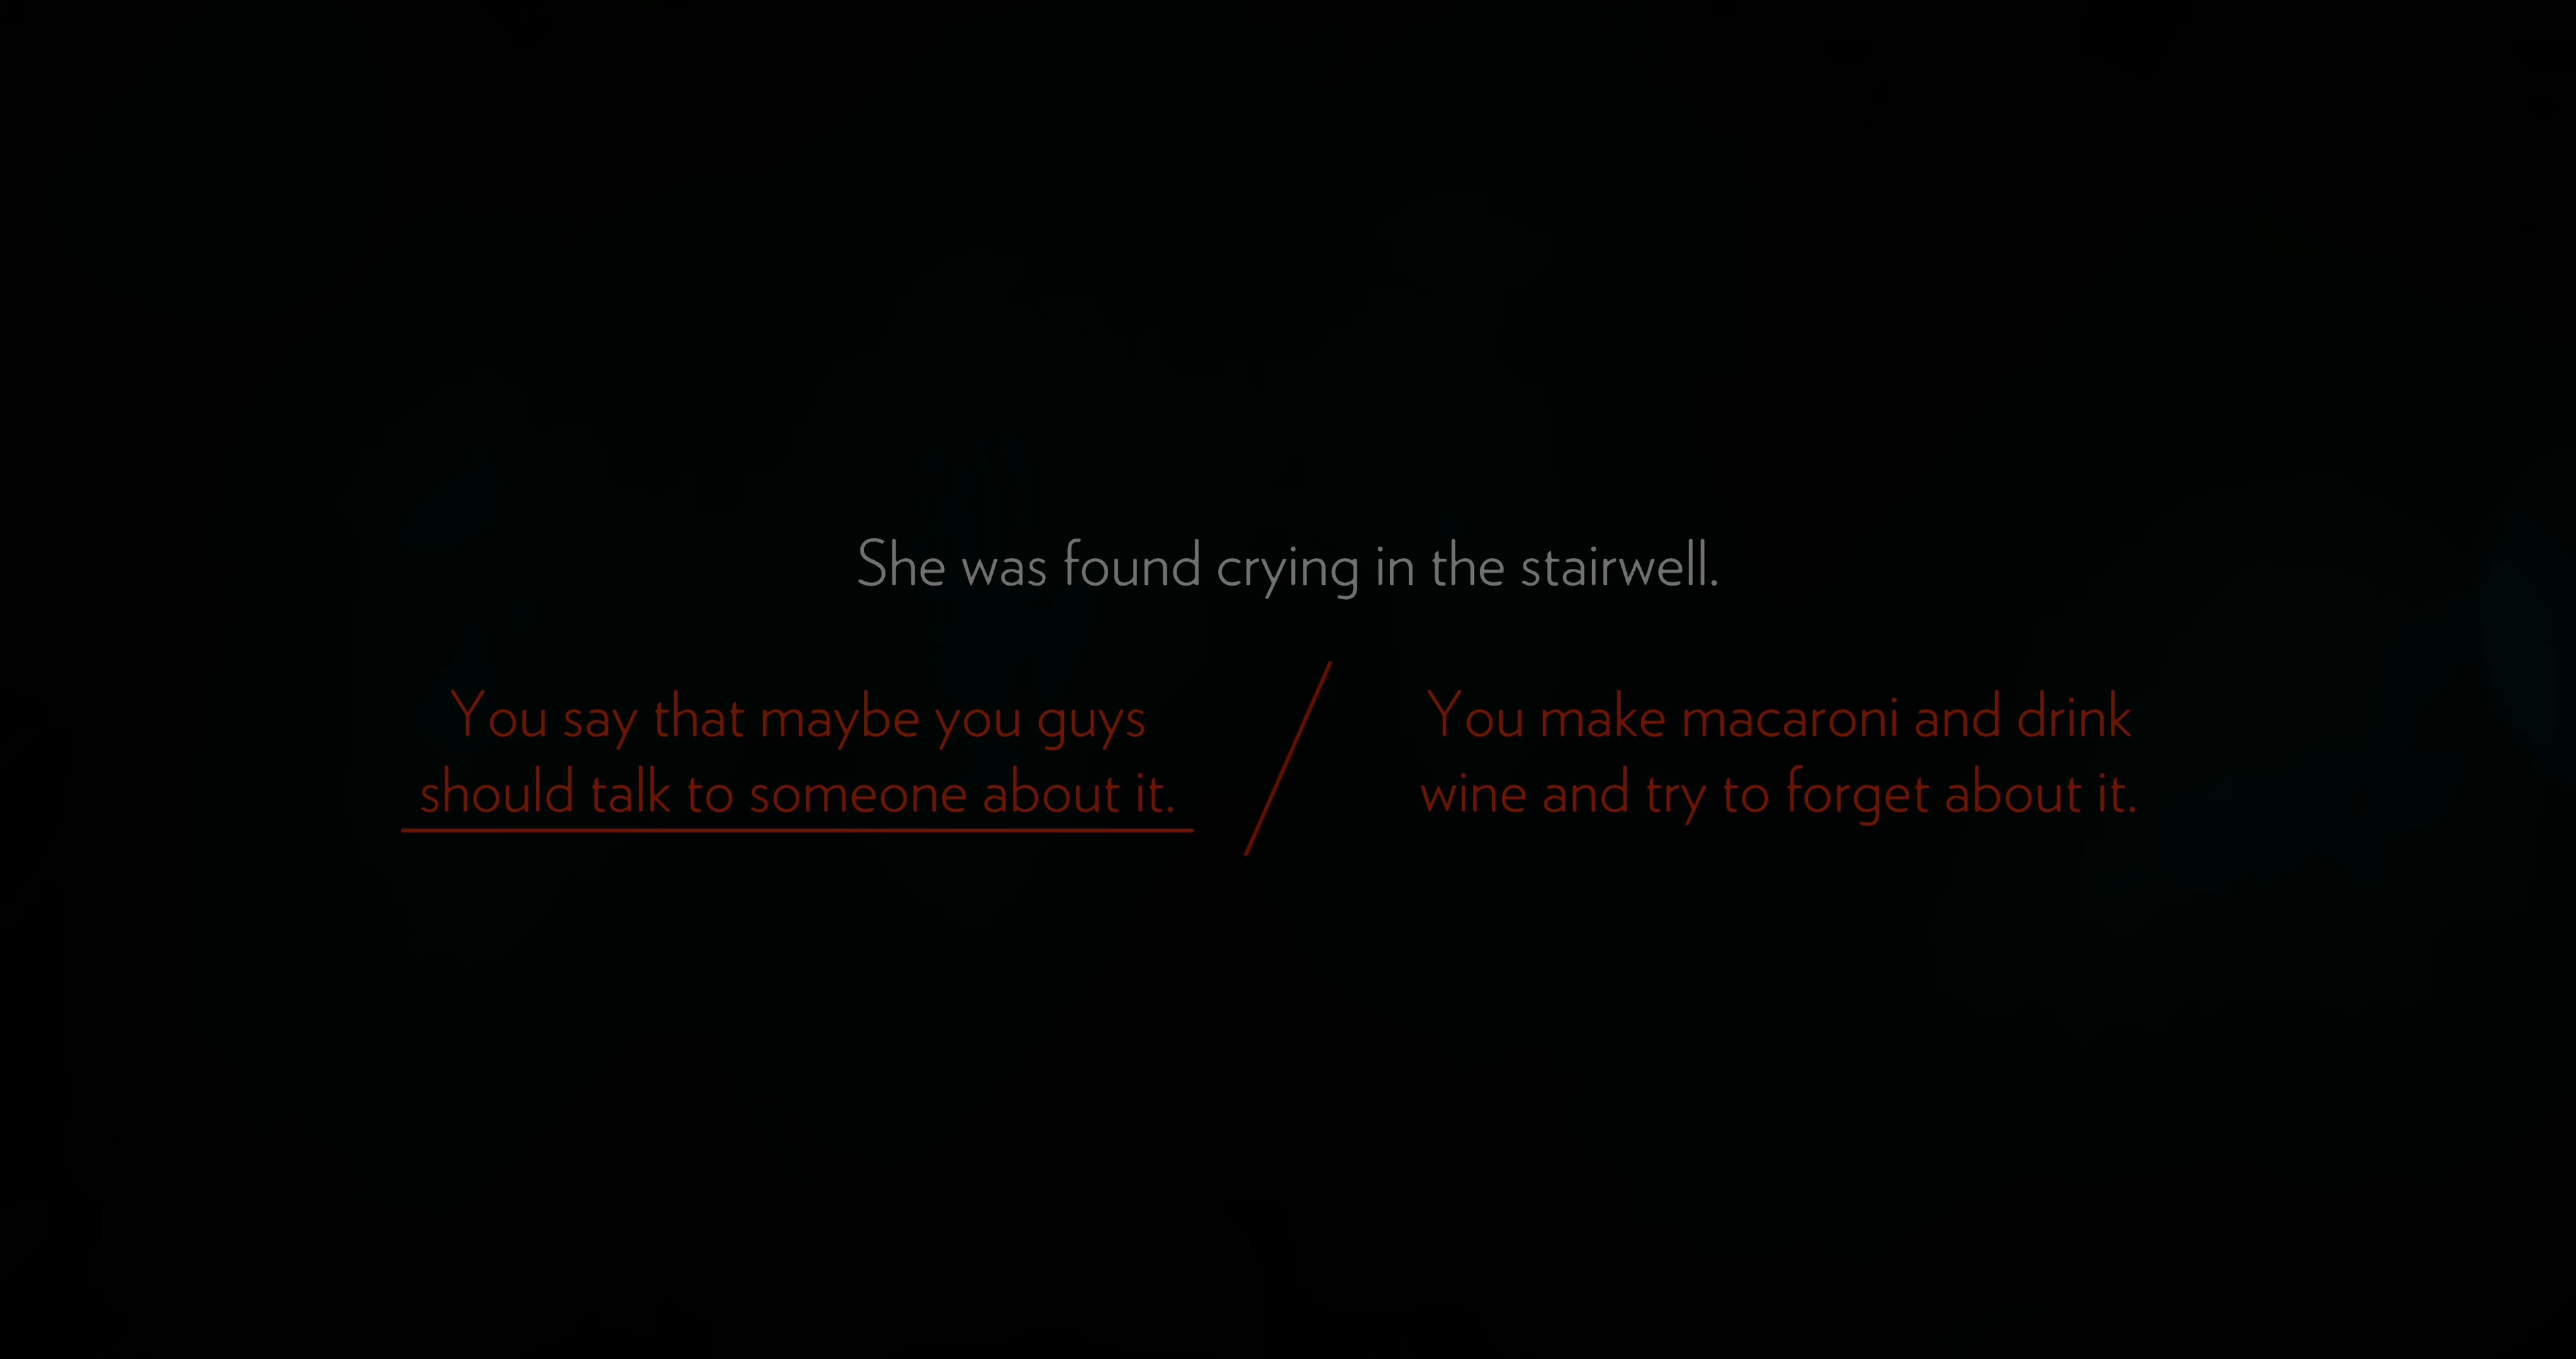 She was found crying in the stairwell.
You say that maybe you guys
should talk to someone about it.
You make macaroni and drink
wine and try to forget about it.